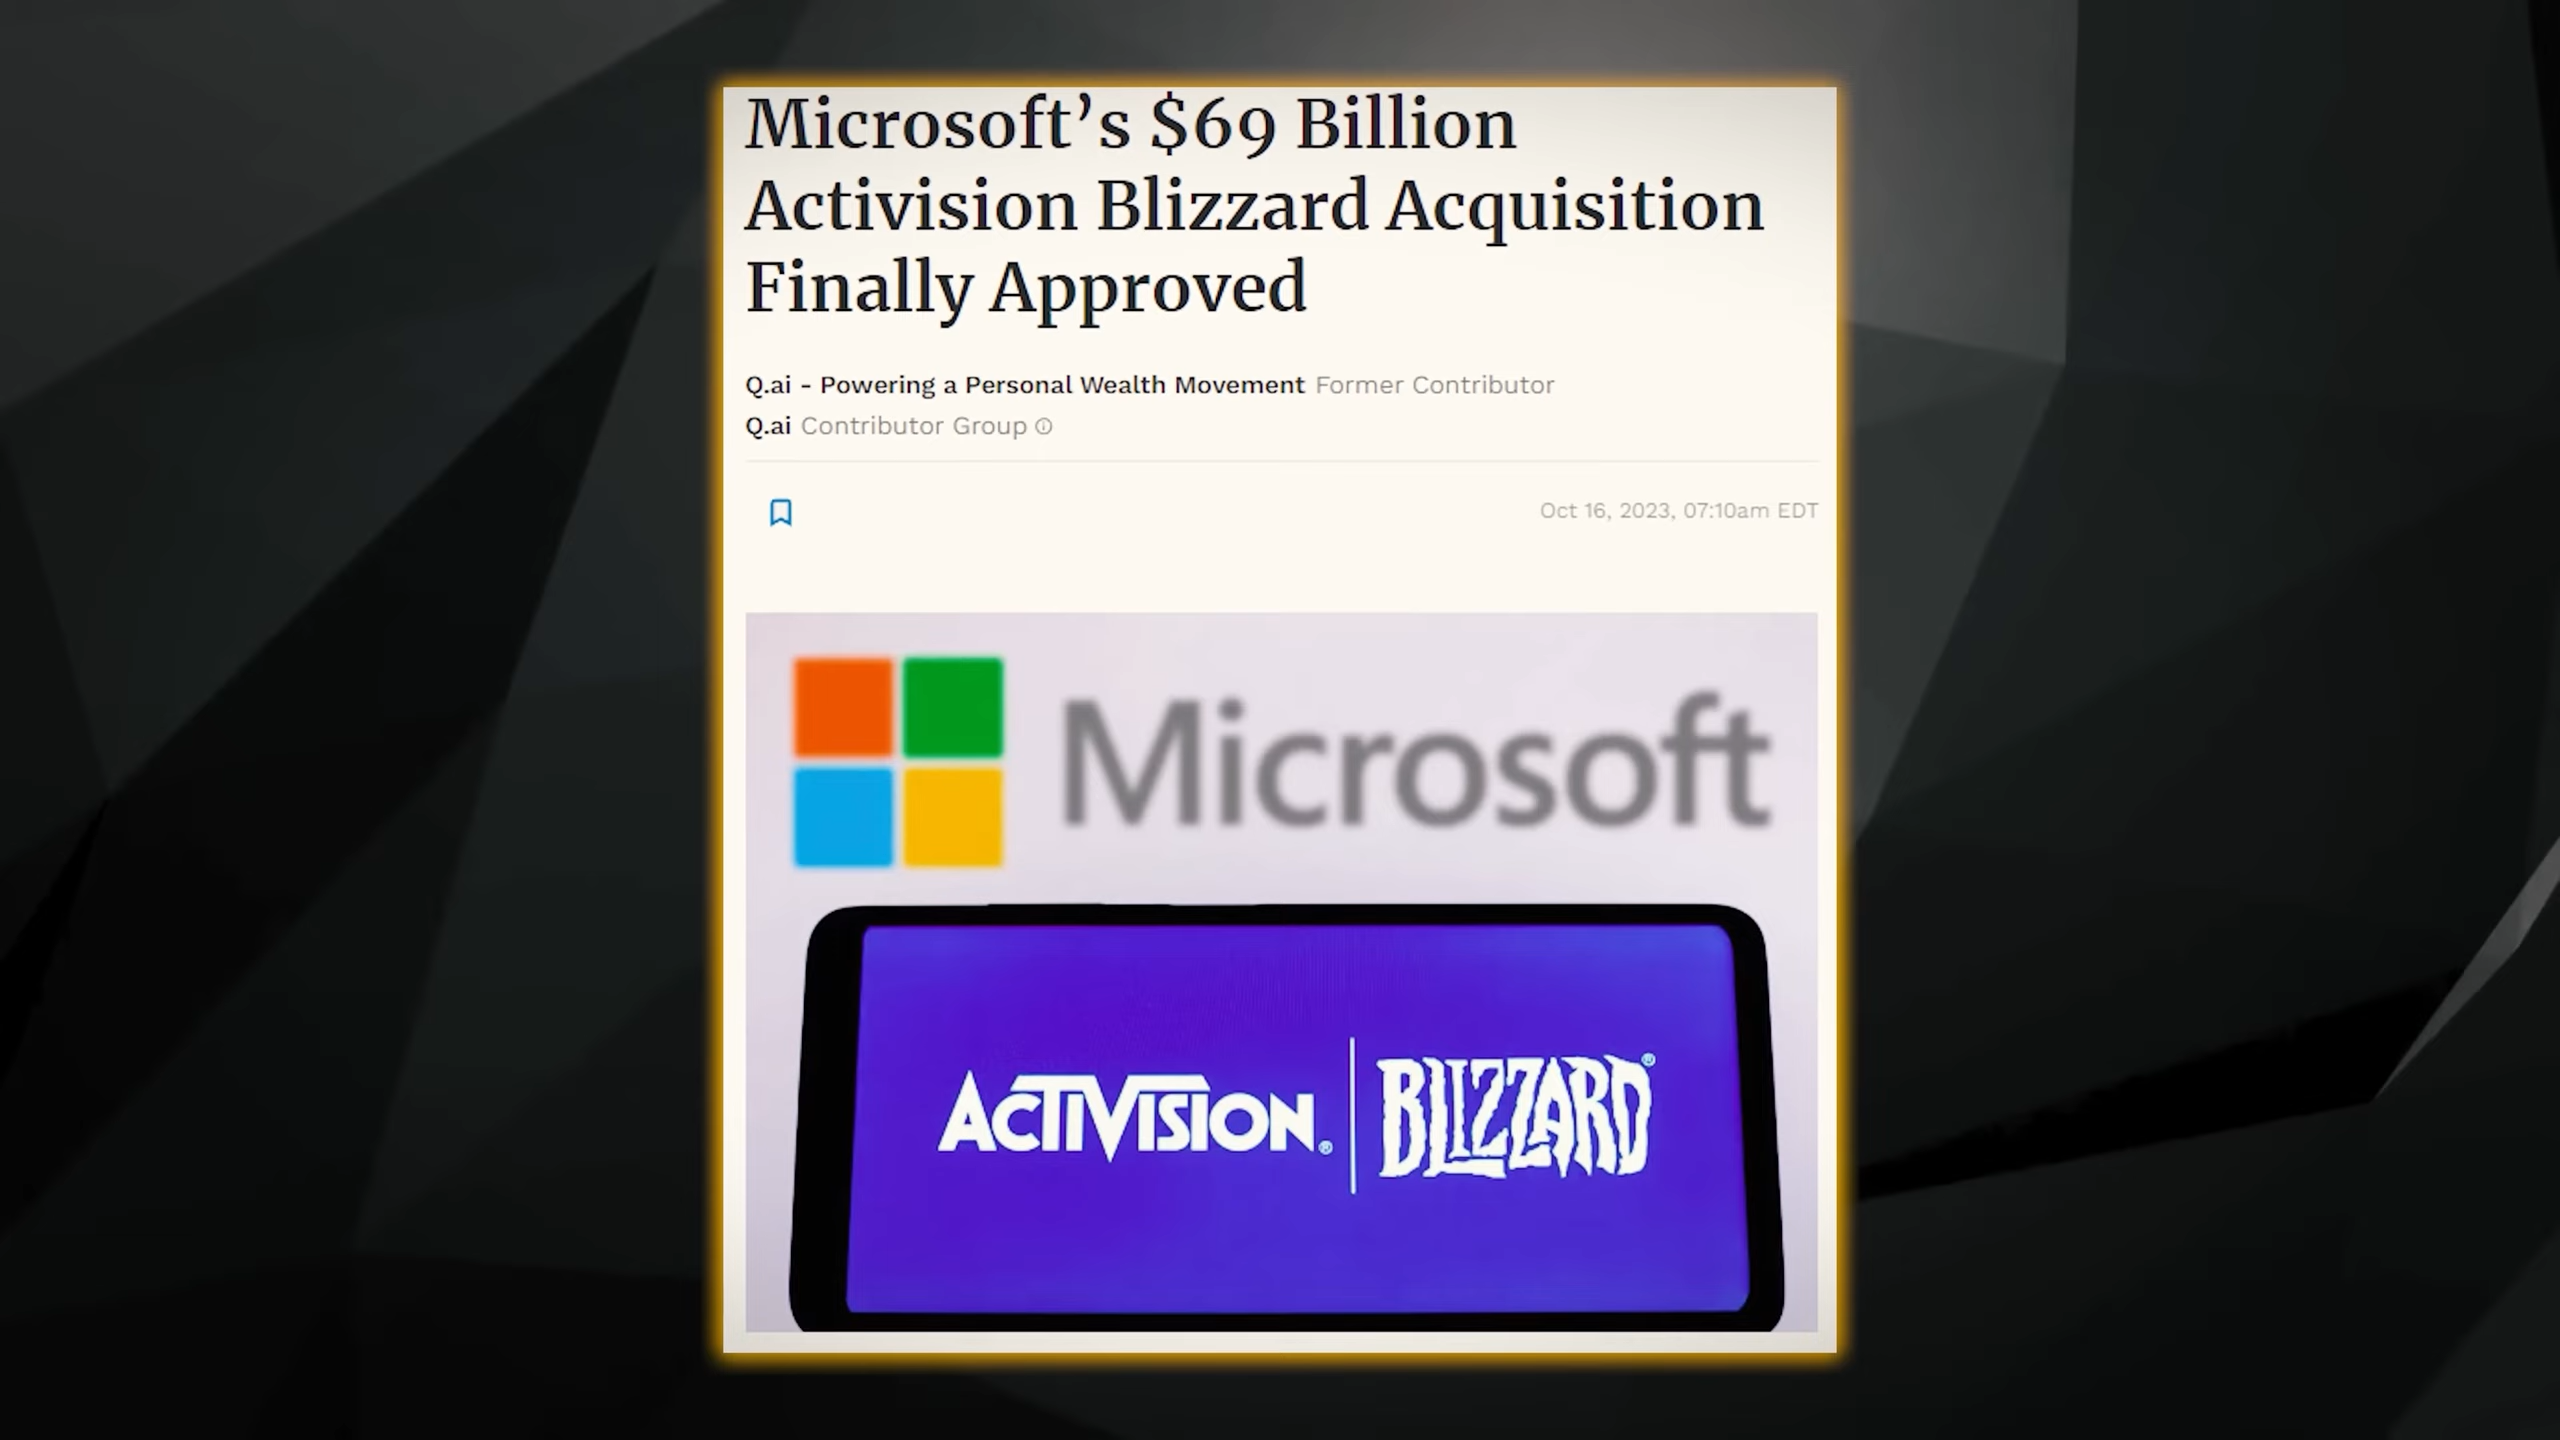 Microsoft’s $69 Billion
Activision Blizzard Acquisition
Finally Approved
Q.ai - Powering a Personal Wealth Movement Former Contributor
Q.ai Contributor Group
Oct 16, 2023, 07:10am EDT
Microsoft
ACTIVISION® BLIZZARD®